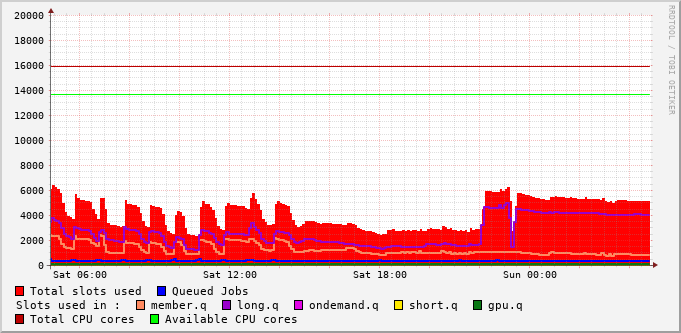 20000
18000
16000
14000
12000
10000
8000
6000
4000
2000
0
Sat 06:00 Sat 12:00 Sat 18:00 Sun 00:00
RRDTOOL / TOBI OETIKER
Total slots used Queued Jobs
Slots used in : member.q long.q ondemand.q short.q gpu.q
Total CPU cores Available CPU cores